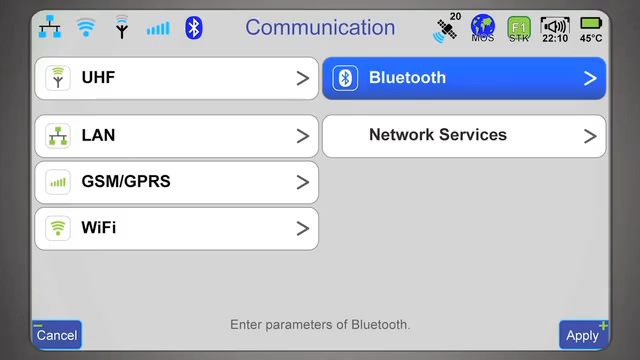 Communication
20
MOS
F1
STK
22:10
45°C
UHF
>
Bluetooth
>
LAN
>
Network Services
>
GSM/GPRS
>
WiFi
>
Enter parameters of Bluetooth.
Cancel
Apply